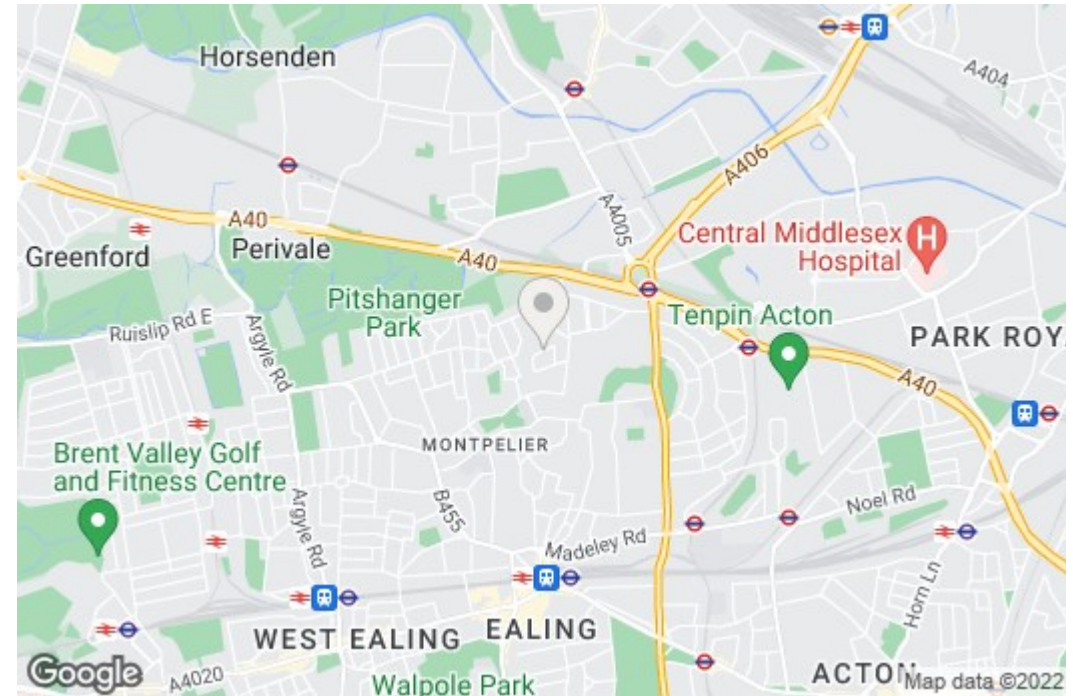 Horsenden
A404
A406
A4005
A40
Greenford
Perivale
A40
Central Middlesex
Hospital
H
Pitshanger
Park
Tenpin Acton
Ruislip Rd E
Argyle Rd
PARK ROY
A40
MONTPELIER
Brent Valley Golf
and Fitness Centre
Argyle Rd
B455
Noel Rd
Madeley Rd
Horn Ln
WEST EALING
EALING
Google
A4020
Walpole Park
ACTON
Map data ©2022